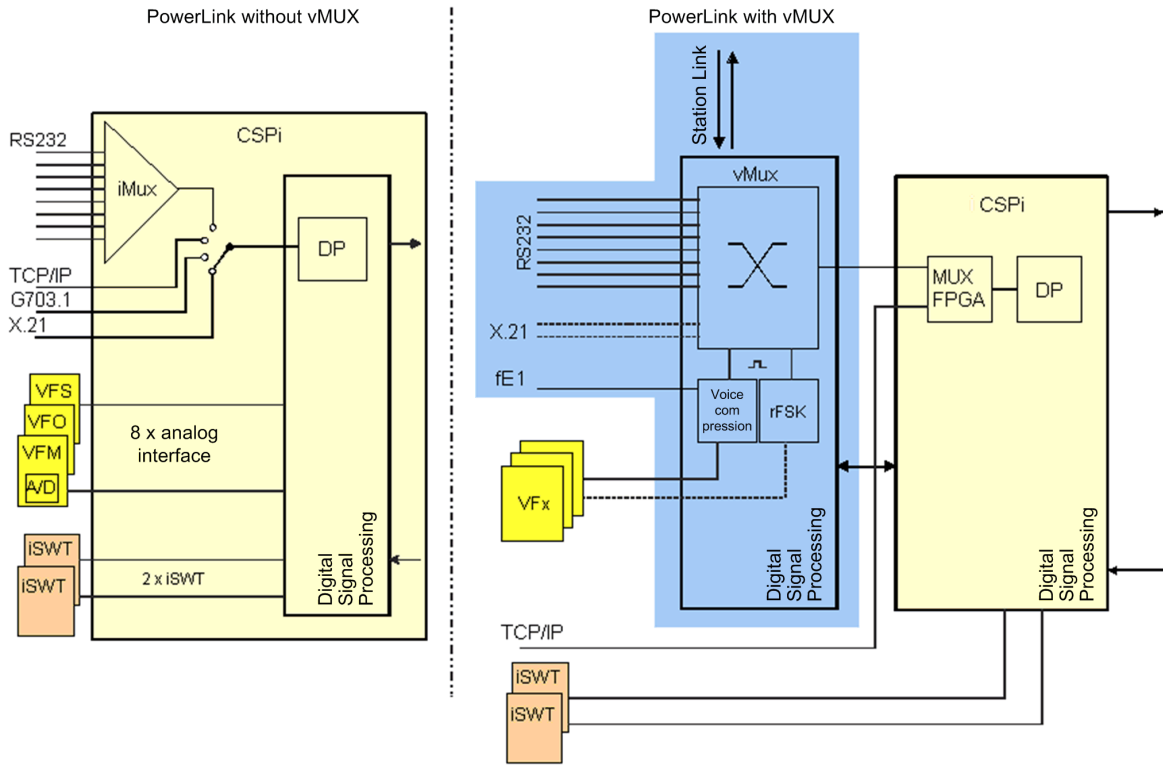 PowerLink without vMUX
CSPi
RS232
iMux
DP
TCP/IP
G703.1
X.21
VFS
VFO
VFM
A/D
8 x analog
interface
iSWT
iSWT
2 x iSWT
Digital
Signal
Processing
PowerLink with vMUX
Station Link
vMux
RS232
X.21
fE1
Voice
com
pression
rFSK
VFx
Digital
Signal
Processing
CSPi
MUX
FPGA
DP
Digital
Signal
Processing
TCP/IP
iSWT
iSWT